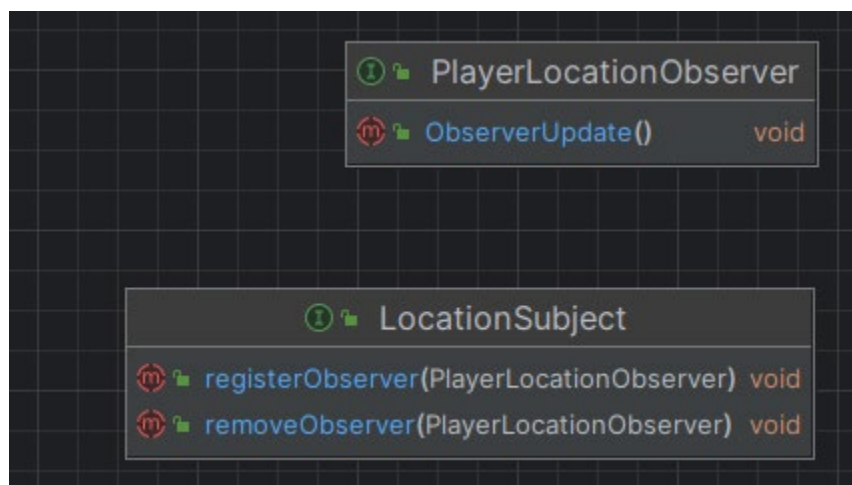 PlayerLocationObserver
ObserverUpdate() void
LocationSubject
registerObserver(PlayerLocationObserver) void
removeObserver(PlayerLocationObserver) void